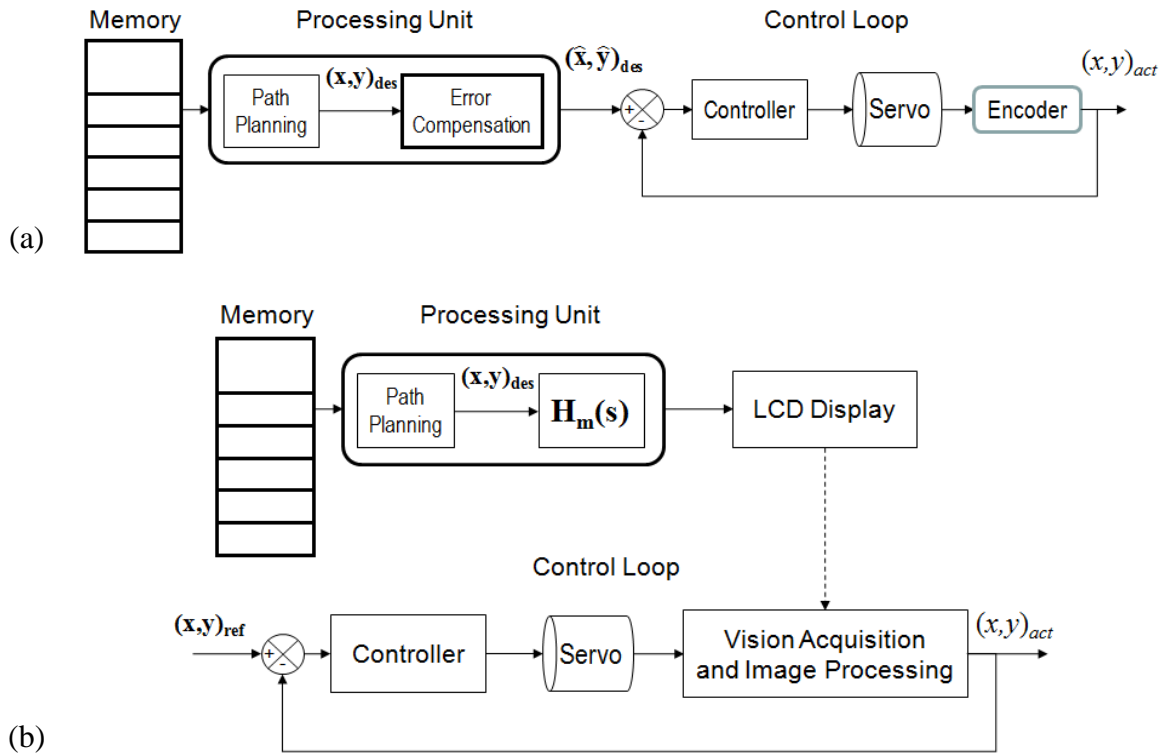 Memory
Processing Unit
Control Loop
Path
Planning
(x,y)des
Error
Compensation
(x̂,ŷ)des
+
-
Controller
Servo
Encoder
(x,y)act
(a)
Memory
Processing Unit
Path
Planning
(x,y)des
Hm(s)
LCD Display
Control Loop
(x,y)ref
+
-
Controller
Servo
Vision Acquisition
and Image Processing
(x,y)act
(b)